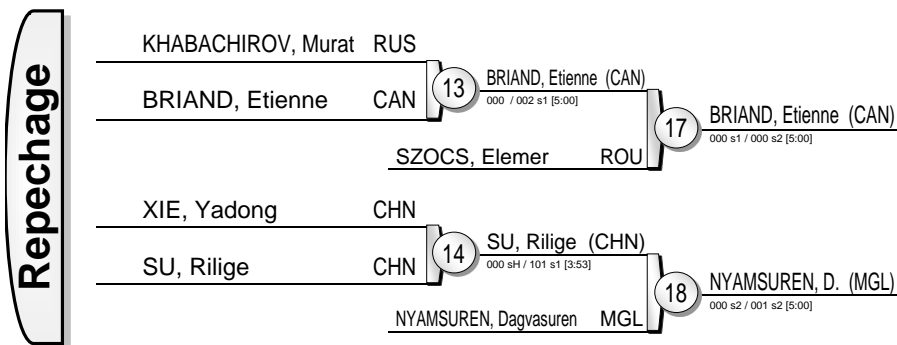 Repechage
KHABACHIROV, Murat RUS
BRIAND, Etienne CAN
13
BRIAND, Etienne (CAN)
000 / 002 s1 [5:00]
SZOCS, Elemer ROU
17
BRIAND, Etienne (CAN)
000 s1 / 000 s2 [5:00]
XIE, Yadong CHN
SU, Rilige CHN
14
SU, Rilige (CHN)
000 sH / 101 s1 [3:53]
NYAMSUREN, Dagvasuren MGL
18
NYAMSUREN, D. (MGL)
000 s2 / 001 s2 [5:00]